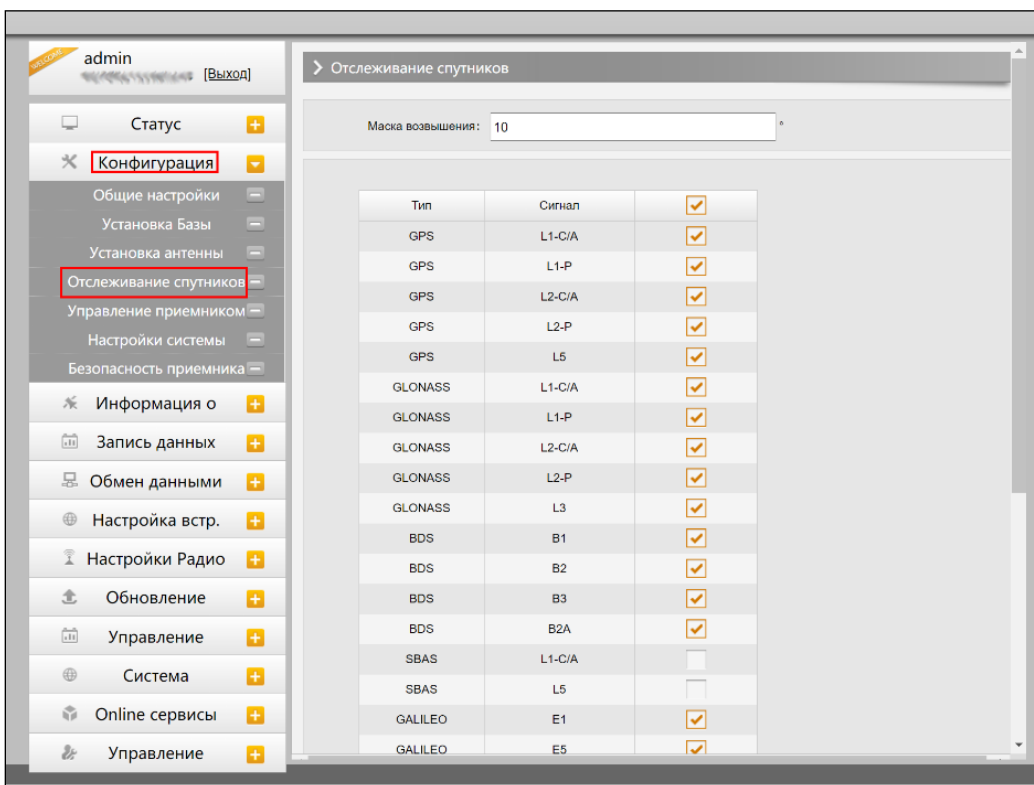 WELCOME
admin
[Выход]
Статус
Конфигурация
Общие настройки
Установка Базы
Установка антенны
Отслеживание спутников
Управление приемником
Настройки системы
Безопасность приемника
Информация о
Запись данных
Обмен данными
Настройка встр.
Настройки Радио
Обновление
Управление
Система
Online сервисы
Управление
Отслеживание спутников
Маска возвышения: 10 °
Тип Сигнал
GPS L1-C/A
GPS L1-P
GPS L2-C/A
GPS L2-P
GPS L5
GLONASS L1-C/A
GLONASS L1-P
GLONASS L2-C/A
GLONASS L2-P
GLONASS L3
BDS B1
BDS B2
BDS B3
BDS B2A
SBAS L1-C/A
SBAS L5
GALILEO E1
GALILEO E5